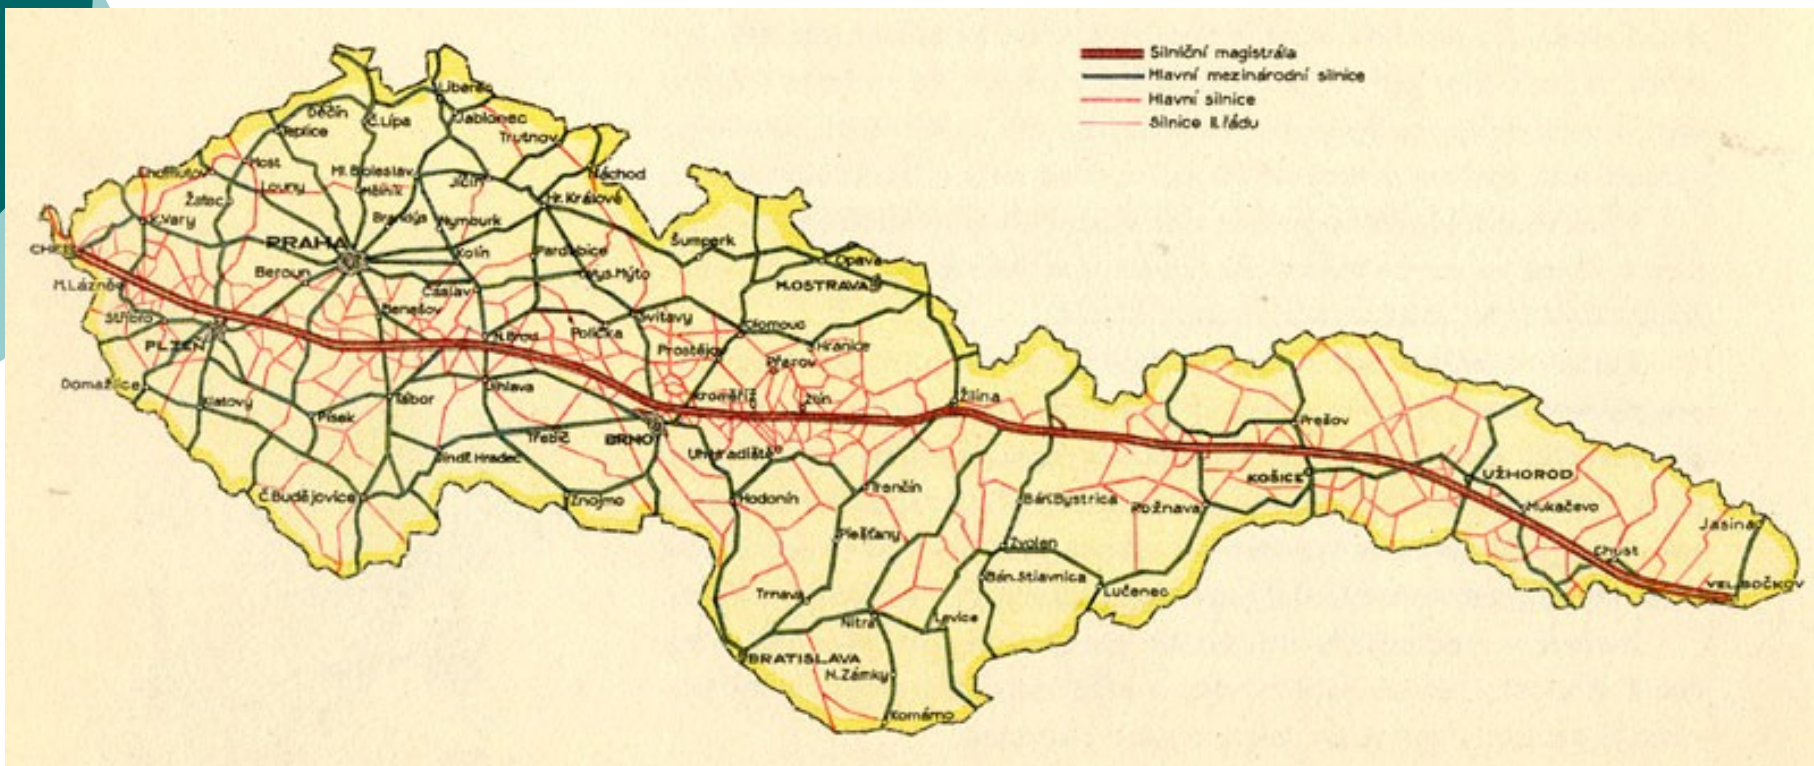 Silniční magistrála
Hlavní mezinárodní silnice
Hlavní silnice
Silnice II. řádu
Liberec
Děčín
Č.Lípa
Jablonec
Teplice
Trutnov
Most
Chomutov
Ml. Boleslav
Jičín
Náchod
Louny
Mělník
Žatec
Hr. Králové
K.Vary
Brandýs
Nymburk
PRAHA
Šumperk
CHEB
Kolín
Pardubice
Opava
Beroun
Vys. Mýto
M. Lázně
Čáslav
M.OSTRAVA
Benešov
Stříbro
Svitavy
Olomouc
Polička
N. Brod
PLZEŇ
Prostějov
Hranice
Přerov
Domažlice
Jihlava
Kroměříž
Zlín
Žilina
Klatovy
Tábor
Písek
Prešov
Třebíč
BRNO
Uh.Hradiště
Jindř. Hradec
KOŠICE
UŽHOROD
Č.Budějovice
Znojmo
Hodonín
Trenčín
Báň. Bystrica
Rožnava
Mukačevo
Jasina
Piešťany
Zvolen
Chust
Báň. Štiavnica
VEL.BOČKOV
Trnava
Lučenec
Nitra
Levice
BRATISLAVA
N. Zámky
Komárno